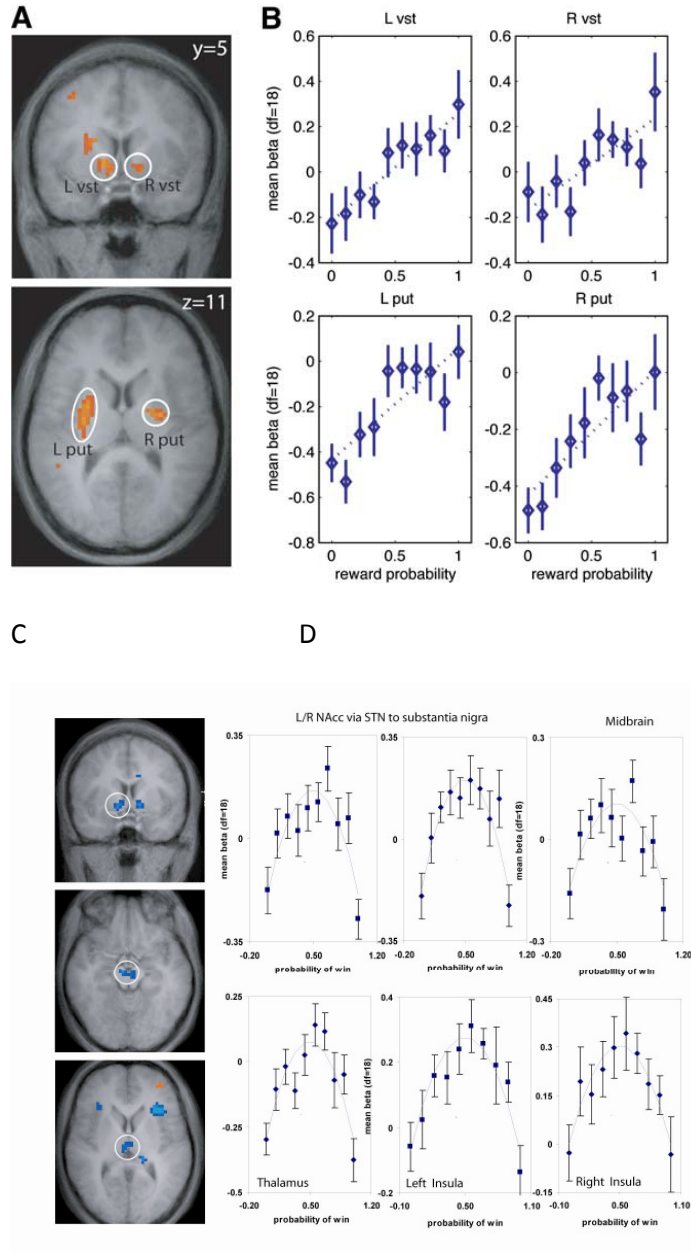 A
y=5
L vst
R vst
z=11
L put
R put
B
L vst
R vst
mean beta (df=18)
0.6
0.4
0.2
0
-0.2
-0.4
0
0.5
1
0.6
0.4
0.2
0
-0.2
-0.4
0
0.5
1
L put
R put
mean beta (df=18)
0.2
0
-0.2
-0.4
-0.6
-0.8
0
0.5
1
reward probability
0.2
0
-0.2
-0.4
-0.6
0
0.5
1
reward probability
C
D
L/R NAcc via STN to substantia nigra
Midbrain
mean beta (df=18)
0.35
0
-0.35
-0.20
0.50
1.20
probability of win
0.35
0
-0.35
-0.20
0.50
1.20
probability of win
mean beta (df=18)
0.3
0
-0.3
-0.20
0.50
1.20
probability of win
0.25
0
-0.25
-0.5
Thalamus
-0.20
0.50
1.20
probability of win
mean beta (df=18)
0.4
0.2
0
-0.2
Left Insula
-0.10
0.50
1.10
probability of win
0.45
0.3
0.15
0
-0.15
Right Insula
-0.10
0.50
1.10
probability of win